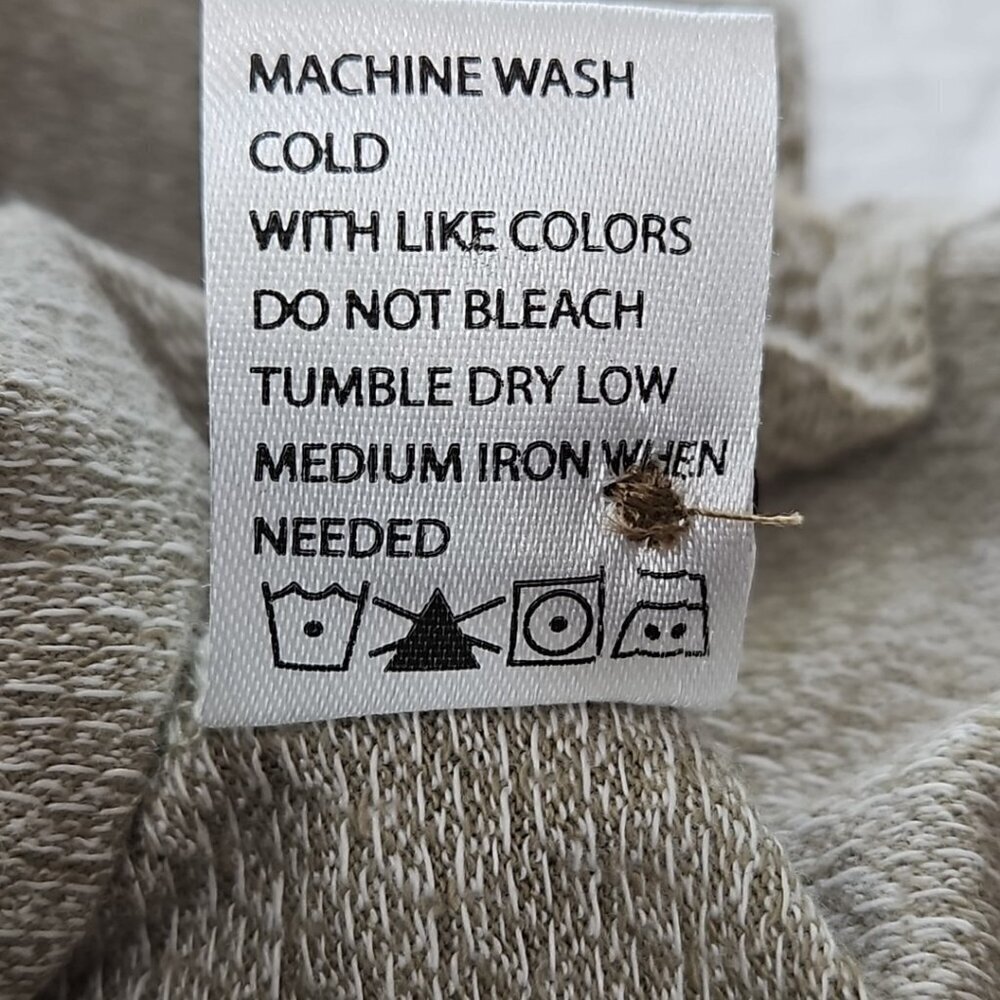 MACHINE WASH
COLD
WITH LIKE COLORS
DO NOT BLEACH
TUMBLE DRY LOW
MEDIUM IRON WHEN
NEEDED